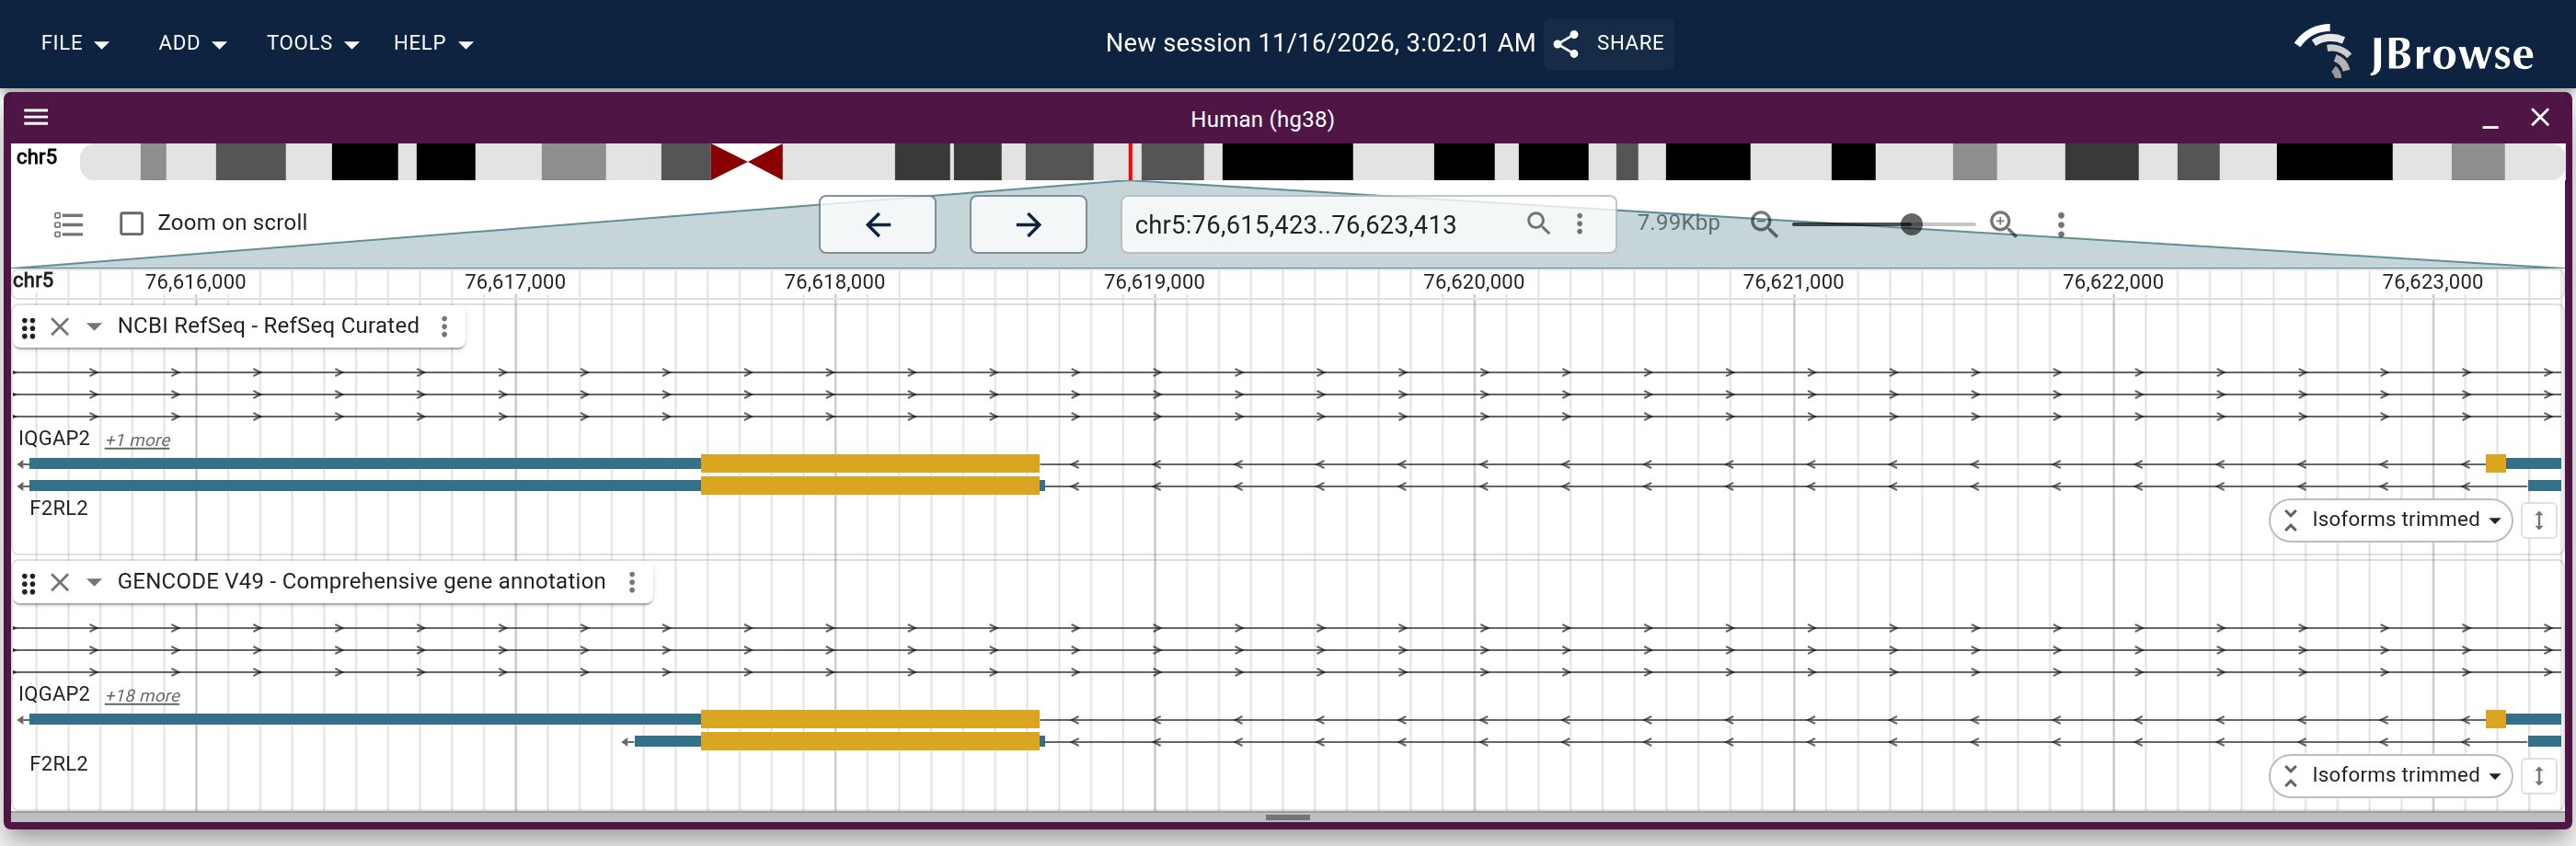 FILE ADD TOOLS HELP New session 11/16/2026, 3:02:01 AM SHARE JBrowse
Human (hg38)
chr5
Zoom on scroll chr5:76,615,423..76,623,413 7.99Kbp
chr5 76,616,000 76,617,000 76,618,000 76,619,000 76,620,000 76,621,000 76,622,000 76,623,000
NCBI RefSeq - RefSeq Curated
IQGAP2 +1 more
F2RL2
Isoforms trimmed
GENCODE V49 - Comprehensive gene annotation
IQGAP2 +18 more
F2RL2
Isoforms trimmed